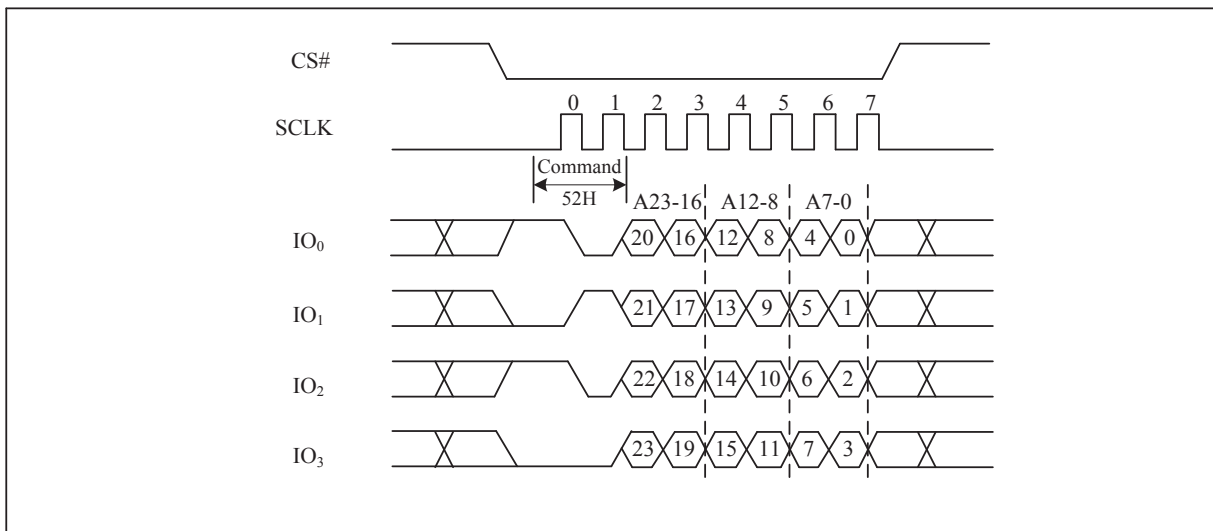 CS#
0 1 2 3 4 5 6 7
SCLK
Command
52H
A23-16 A12-8 A7-0
IO₀ 20 16 12 8 4 0
IO₁ 21 17 13 9 5 1
IO₂ 22 18 14 10 6 2
IO₃ 23 19 15 11 7 3